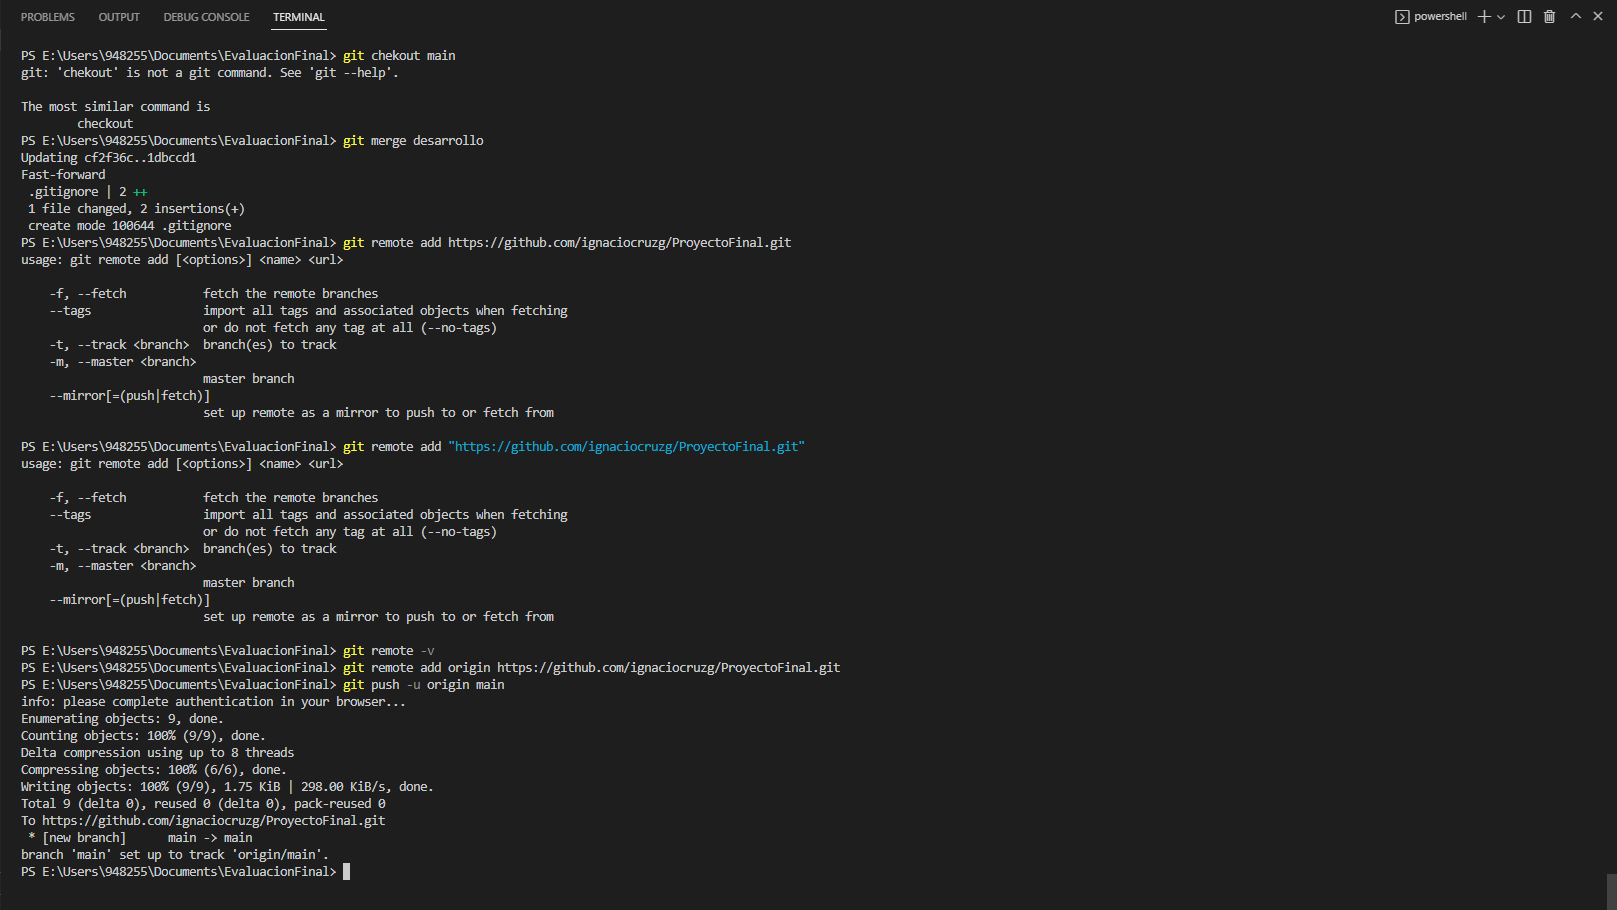 PROBLEMS OUTPUT DEBUG CONSOLE TERMINAL powershell
PS E:\Users\948255\Documents\EvaluacionFinal> git chekout main
git: 'chekout' is not a git command. See 'git --help'.
The most similar command is
checkout
PS E:\Users\948255\Documents\EvaluacionFinal> git merge desarrollo
Updating cf2f36c..1dbccd1
Fast-forward
.gitignore | 2 ++
1 file changed, 2 insertions(+)
create mode 100644 .gitignore
PS E:\Users\948255\Documents\EvaluacionFinal> git remote add https://github.com/ignaciocruzg/ProyectoFinal.git
usage: git remote add [<options>] <name> <url>
-f, --fetch fetch the remote branches
--tags import all tags and associated objects when fetching
or do not fetch any tag at all (--no-tags)
-t, --track <branch> branch(es) to track
-m, --master <branch>
master branch
--mirror[=(push|fetch)]
set up remote as a mirror to push to or fetch from
PS E:\Users\948255\Documents\EvaluacionFinal> git remote add "https://github.com/ignaciocruzg/ProyectoFinal.git"
usage: git remote add [<options>] <name> <url>
-f, --fetch fetch the remote branches
--tags import all tags and associated objects when fetching
or do not fetch any tag at all (--no-tags)
-t, --track <branch> branch(es) to track
-m, --master <branch>
master branch
--mirror[=(push|fetch)]
set up remote as a mirror to push to or fetch from
PS E:\Users\948255\Documents\EvaluacionFinal> git remote -v
PS E:\Users\948255\Documents\EvaluacionFinal> git remote add origin https://github.com/ignaciocruzg/ProyectoFinal.git
PS E:\Users\948255\Documents\EvaluacionFinal> git push -u origin main
info: please complete authentication in your browser...
Enumerating objects: 9, done.
Counting objects: 100% (9/9), done.
Delta compression using up to 8 threads
Compressing objects: 100% (6/6), done.
Writing objects: 100% (9/9), 1.75 KiB | 298.00 KiB/s, done.
Total 9 (delta 0), reused 0 (delta 0), pack-reused 0
To https://github.com/ignaciocruzg/ProyectoFinal.git
* [new branch] main -> main
branch 'main' set up to track 'origin/main'.
PS E:\Users\948255\Documents\EvaluacionFinal>